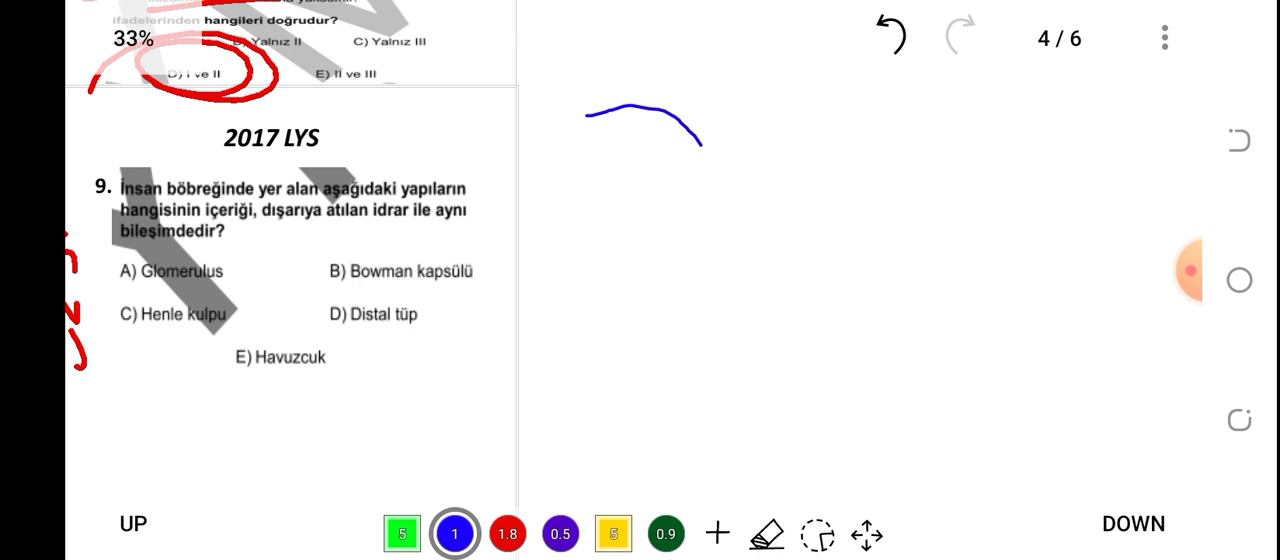 ifadelerinden hangileri doğrudur?
33%
Yalnız II C) Yalnız III
D) I ve II E) II ve III
4 / 6
2017 LYS
9. İnsan böbreğinde yer alan aşağıdaki yapıların
hangisinin içeriği, dışarıya atılan idrar ile aynı
bileşimdedir?
A) Glomerulus B) Bowman kapsülü
C) Henle kulpu D) Distal tüp
E) Havuzcuk
UP
5 1 1.8 0.5 5 0.9
DOWN